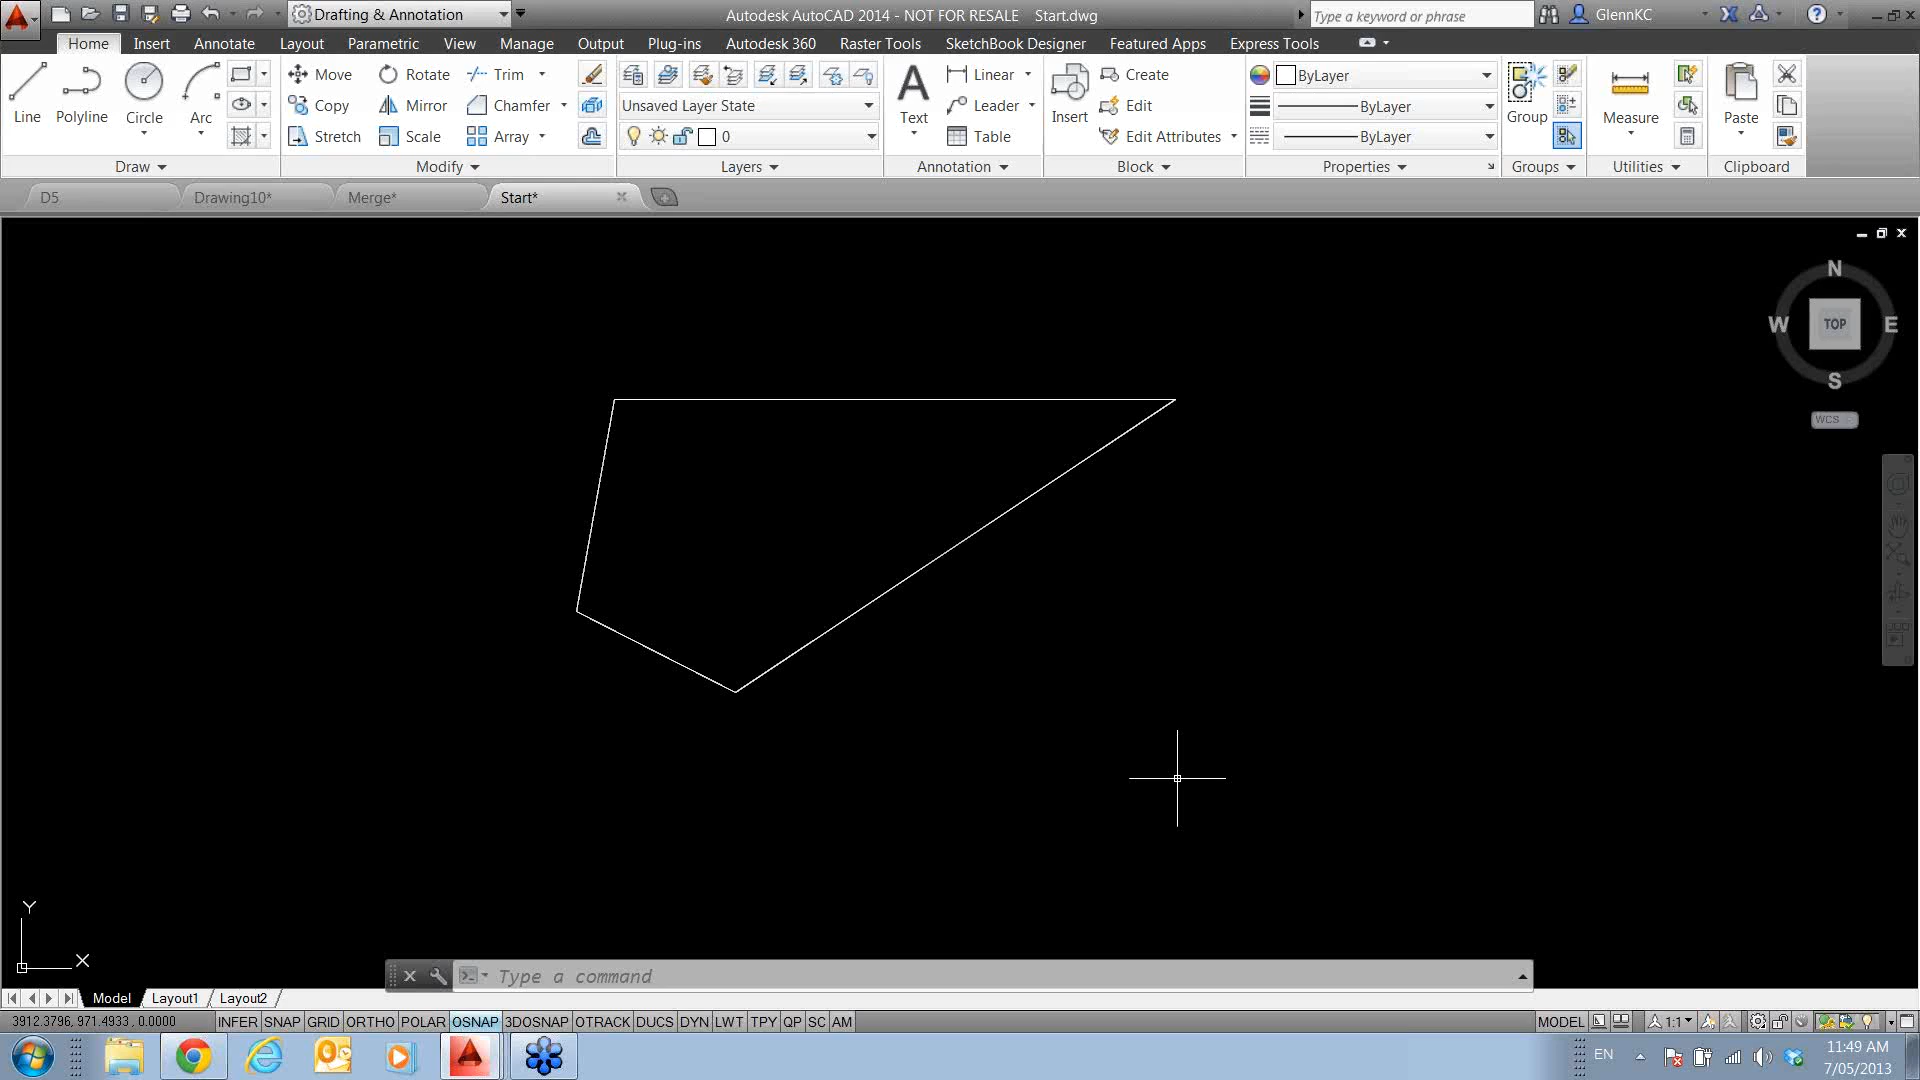 Drafting & Annotation Autodesk AutoCAD 2014 - NOT FOR RESALE Start.dwg Type a keyword or phrase GlennKC
Home Insert Annotate Layout Parametric View Manage Output Plug-ins Autodesk 360 Raster Tools SketchBook Designer Featured Apps Express Tools
Move Rotate Trim Linear Create ByLayer
Line Polyline Circle Arc Copy Mirror Chamfer Unsaved Layer State Text Leader Insert Edit ByLayer Group Measure Paste
Stretch Scale Array 0 Table Edit Attributes ByLayer
Draw Modify Layers Annotation Block Properties Groups Utilities Clipboard
D5 Drawing10* Merge* Start*
N
W TOP E
S
WCS
Y
X
Type a command
Model Layout1 Layout2
3912.3796, 971.4933 , 0.0000 INFER SNAP GRID ORTHO POLAR OSNAP 3DOSNAP OTRACK DUCS DYN LWT TPY QP SC AM MODEL 1:1
EN 11:49 AM
7/05/2013